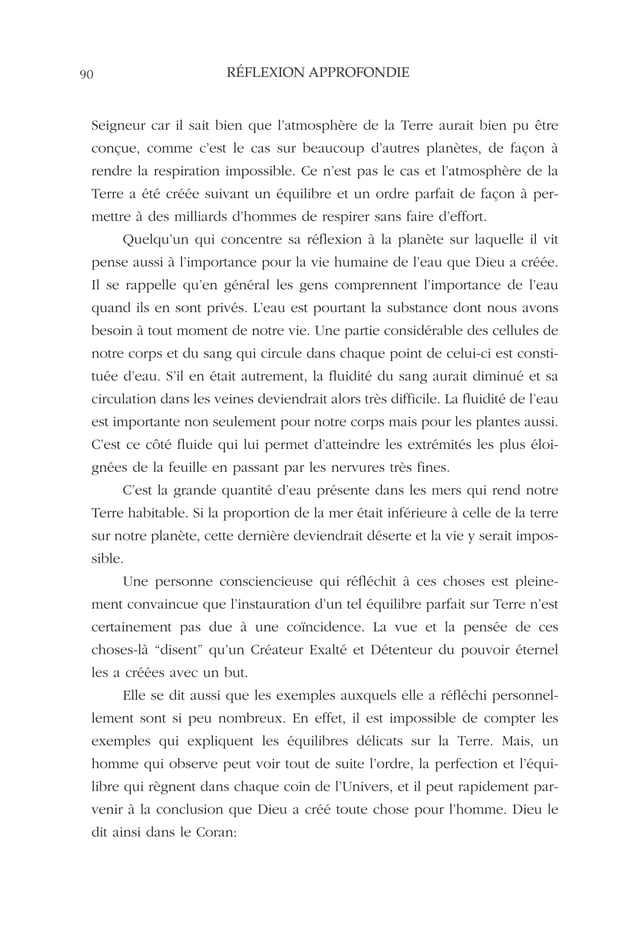 90
RÉFLEXION APPROFONDIE
Seigneur car il sait bien que l'atmosphère de la Terre aurait bien pu être
conçue, comme c'est le cas sur beaucoup d'autres planètes, de façon à
rendre la respiration impossible. Ce n'est pas le cas et l'atmosphère de la
Terre a été créée suivant un équilibre et un ordre parfait de façon à per-
mettre à des milliards d'hommes de respirer sans faire d'effort.
Quelqu'un qui concentre sa réflexion à la planète sur laquelle il vit
pense aussi à l'importance pour la vie humaine de l'eau que Dieu a créée.
Il se rappelle qu'en général les gens comprennent l'importance de l'eau
quand ils en sont privés. L'eau est pourtant la substance dont nous avons
besoin à tout moment de notre vie. Une partie considérable des cellules de
notre corps et du sang qui circule dans chaque point de celui-ci est consti-
tuée d'eau. S'il en était autrement, la fluidité du sang aurait diminué et sa
circulation dans les veines deviendrait alors très difficile. La fluidité de l'eau
est importante non seulement pour notre corps mais pour les plantes aussi.
C'est ce côté fluide qui lui permet d'atteindre les extrémités les plus éloi-
gnées de la feuille en passant par les nervures très fines.
C'est la grande quantité d'eau présente dans les mers qui rend notre
Terre habitable. Si la proportion de la mer était inférieure à celle de la terre
sur notre planète, cette dernière deviendrait déserte et la vie y serait impos-
sible.
Une personne consciencieuse qui réfléchit à ces choses est pleine-
ment convaincue que l'instauration d'un tel équilibre parfait sur Terre n'est
certainement pas due à une coïncidence. La vue et la pensée de ces
choses-là “disent” qu'un Créateur Exalté et Détenteur du pouvoir éternel
les a créées avec un but.
Elle se dit aussi que les exemples auxquels elle a réfléchi personnel-
lement sont si peu nombreux. En effet, il est impossible de compter les
exemples qui expliquent les équilibres délicats sur la Terre. Mais, un
homme qui observe peut voir tout de suite l'ordre, la perfection et l'équi-
libre qui règnent dans chaque coin de l'Univers, et il peut rapidement par-
venir à la conclusion que Dieu a créé toute chose pour l'homme. Dieu le
dit ainsi dans le Coran: